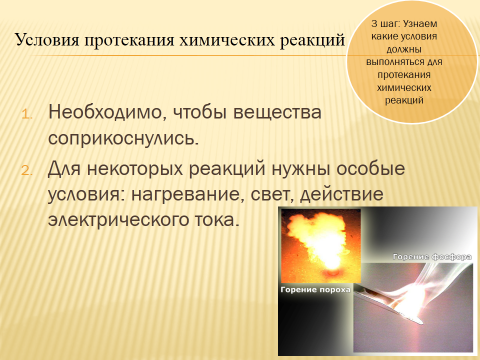 Условия протекания химических реакций
3 шаг: Узнаем
какие условия
должны
выполняться для
протекания
химических
реакций
1. Необходимо, чтобы вещества
соприкоснулись.
2. Для некоторых реакций нужны особые
условия: нагревание, свет, действие
электрического тока.
Горение фосфора
Горение пороха